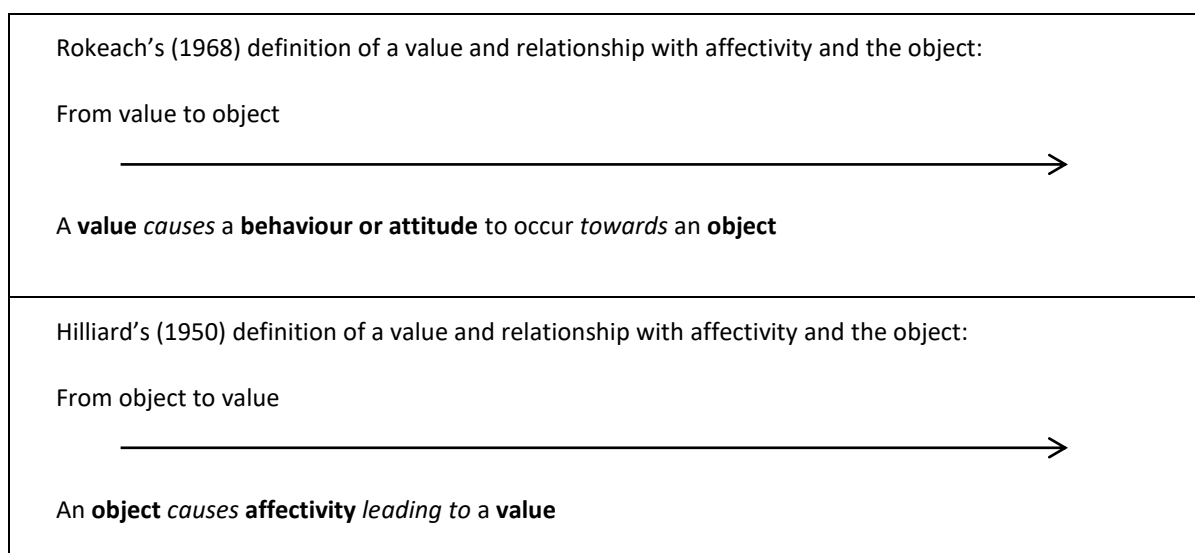 Rokeach’s (1968) definition of a value and relationship with affectivity and the object:
From value to object
A value causes a behaviour or attitude to occur towards an object
Hilliard’s (1950) definition of a value and relationship with affectivity and the object:
From object to value
An object causes affectivity leading to a value